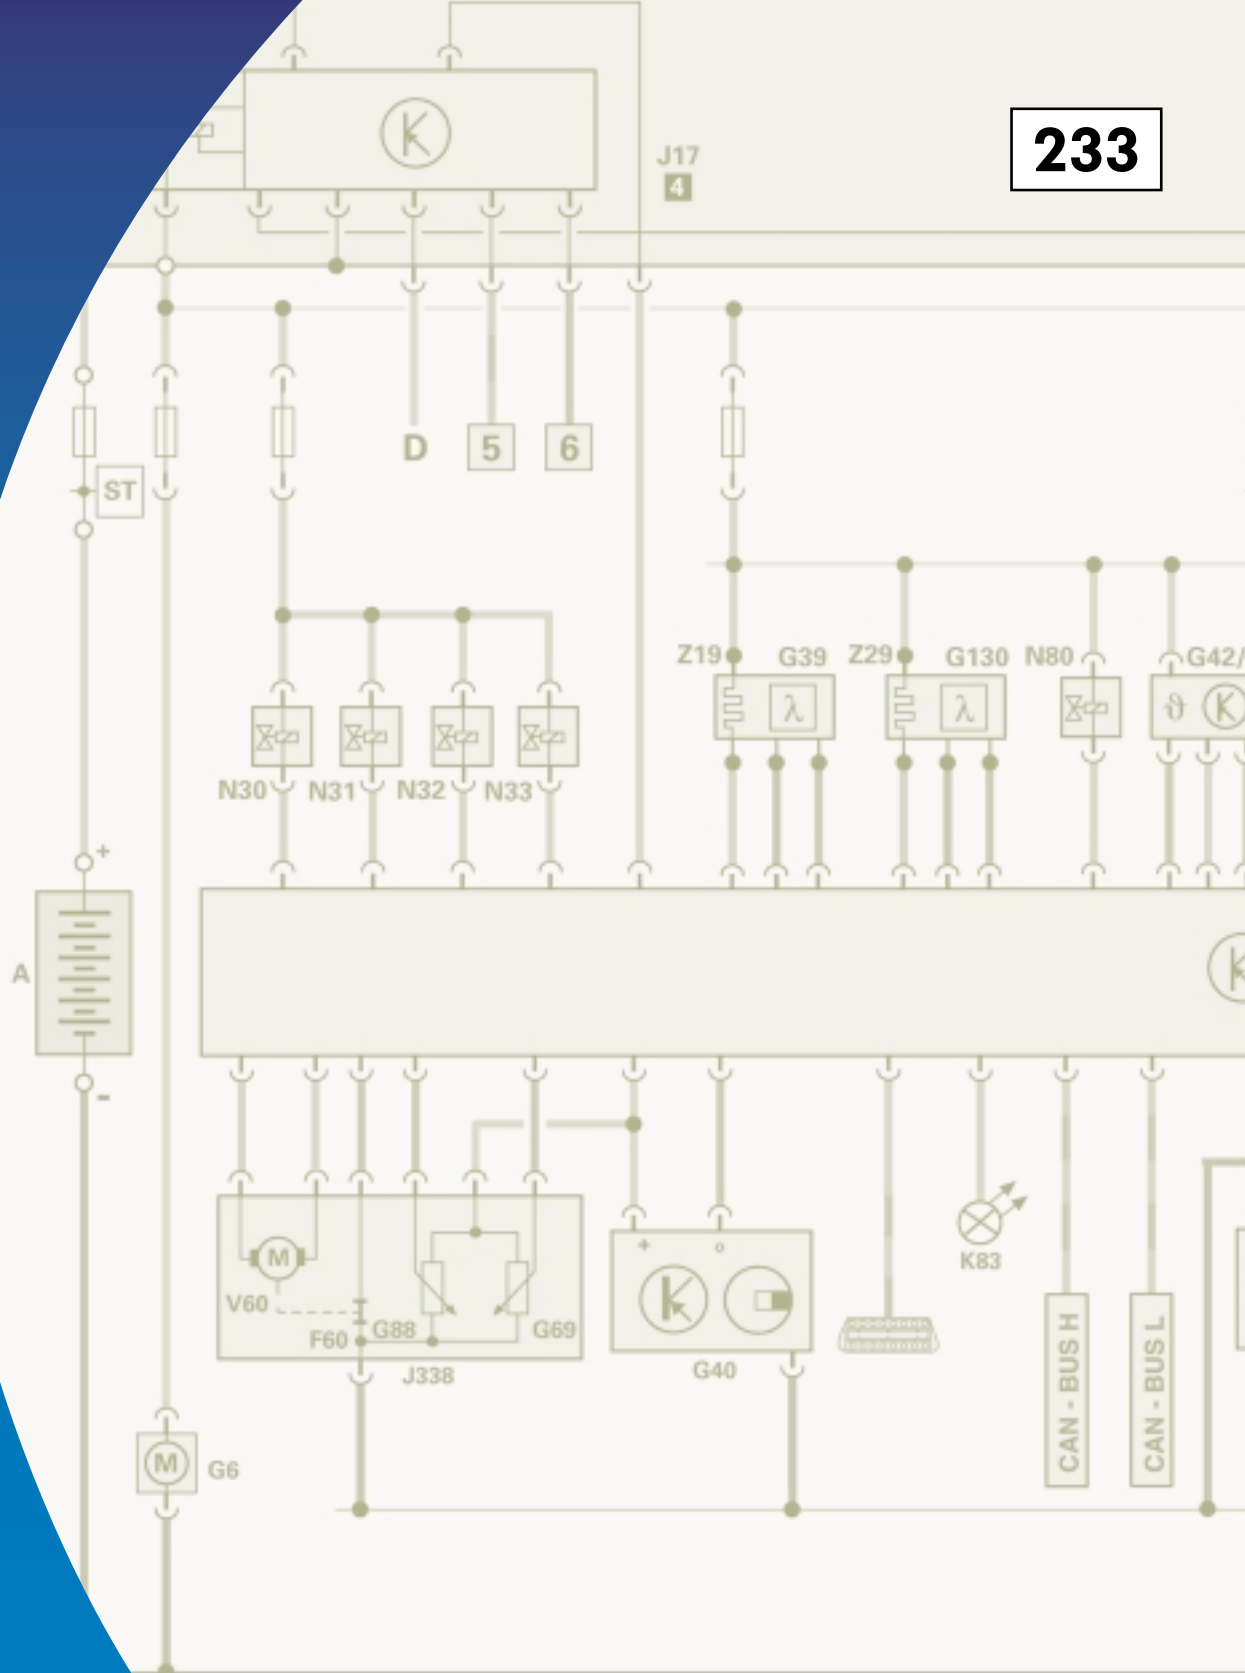 233
J17
4
D
5
6
ST
Z19
G39
Z29
G130
N80
G42/
λ
λ
ϑ
N30
N31
N32
N33
+
A
-
M
V60
F60
G88
G69
J338
+
o
G40
K83
CAN - BUS H
CAN - BUS L
M
G6